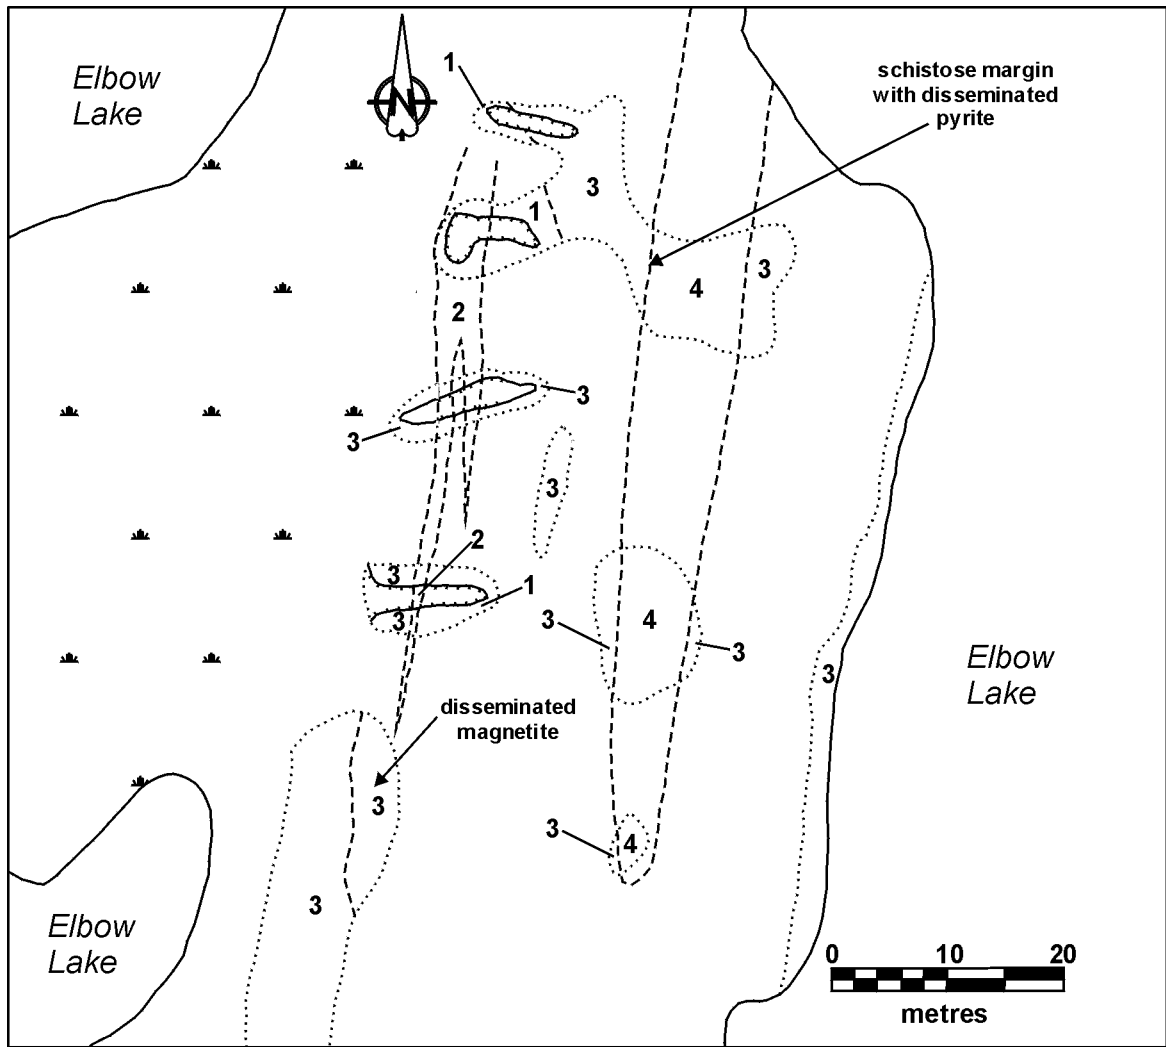 Elbow
Lake
N
1
schistose margin
with disseminated
pyrite
3
1
3
4
2
3
3
3
2
3
1
3
4
3
3
3
Elbow
Lake
disseminated
magnetite
3
3
4
3
Elbow
Lake
0 10 20
metres